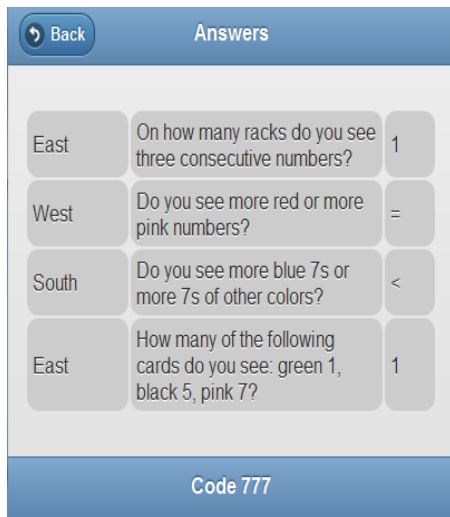 Back
Answers
East
On how many racks do you see
three consecutive numbers?
1
West
Do you see more red or more
pink numbers?
=
South
Do you see more blue 7s or
more 7s of other colors?
<
East
How many of the following
cards do you see: green 1,
black 5, pink 7?
1
Code 777